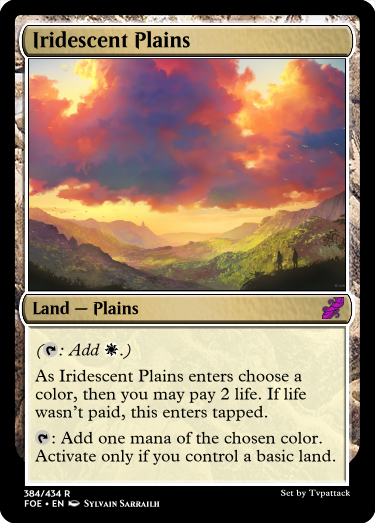 Iridescent Plains
Land — Plains
(: Add .)
As Iridescent Plains enters choose a
color, then you may pay 2 life. If life
wasn't paid, this enters tapped.
: Add one mana of the chosen color.
Activate only if you control a basic land.
384/434 R
FOE • EN Sylvain Sarrailh
Set by Tvpattack